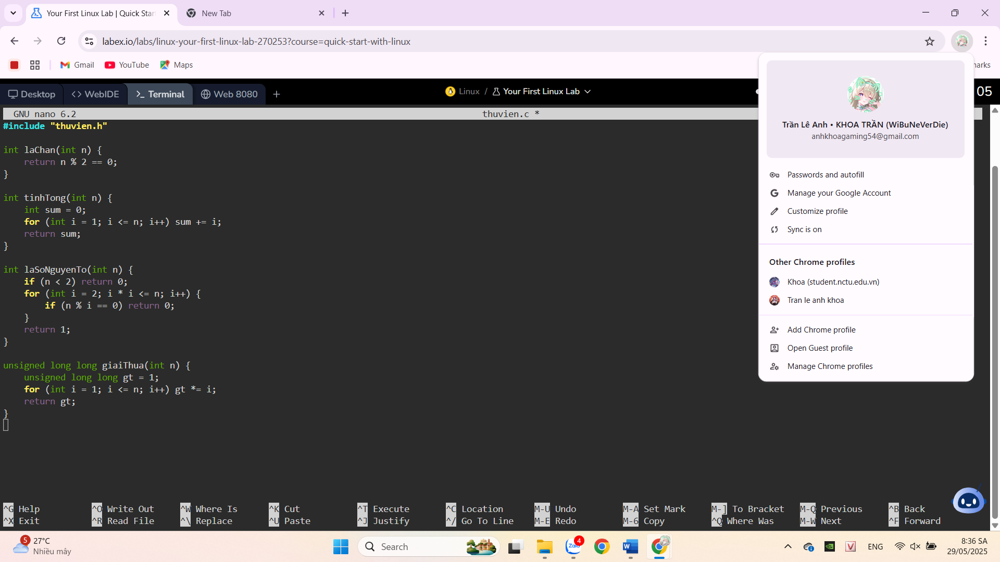 Your First Linux Lab | Quick Star
New Tab
labex.io/labs/linux-your-first-linux-lab-270253?course=quick-start-with-linux
Gmail
YouTube
Maps
Desktop
WebIDE
Terminal
Web 8080
Linux / Your First Linux Lab
05
GNU nano 6.2
thuvien.c *
#include "thuvien.h"
int laChan(int n) {
return n % 2 == 0;
}
int tinhTong(int n) {
int sum = 0;
for (int i = 1; i <= n; i++) sum += i;
return sum;
}
int laSoNguyenTo(int n) {
if (n < 2) return 0;
for (int i = 2; i * i <= n; i++) {
if (n % i == 0) return 0;
}
return 1;
}
unsigned long long giaiThua(int n) {
unsigned long long gt = 1;
for (int i = 1; i <= n; i++) gt *= i;
return gt;
}
Trần Lê Anh • KHOA TRẦN (WiBuNeVerDie)
anhkhoagaming54@gmail.com
Passwords and autofill
Manage your Google Account
Customize profile
Sync is on
Other Chrome profiles
Khoa (student.nctu.edu.vn)
Tran le anh khoa
Add Chrome profile
Open Guest profile
Manage Chrome profiles
^G Help ^O Write Out ^W Where Is ^K Cut ^T Execute ^C Location M-U Undo M-A Set Mark M-] To Bracket M-Q Previous ^B Back
^X Exit ^R Read File ^\ Replace ^U Paste ^J Justify ^/ Go To Line M-E Redo M-6 Copy ^Q Where Was M-W Next ^F Forward
5
27°C
Nhiều mây
Search
Zalo
4
W
V
ENG
8:36 SA
29/05/2025